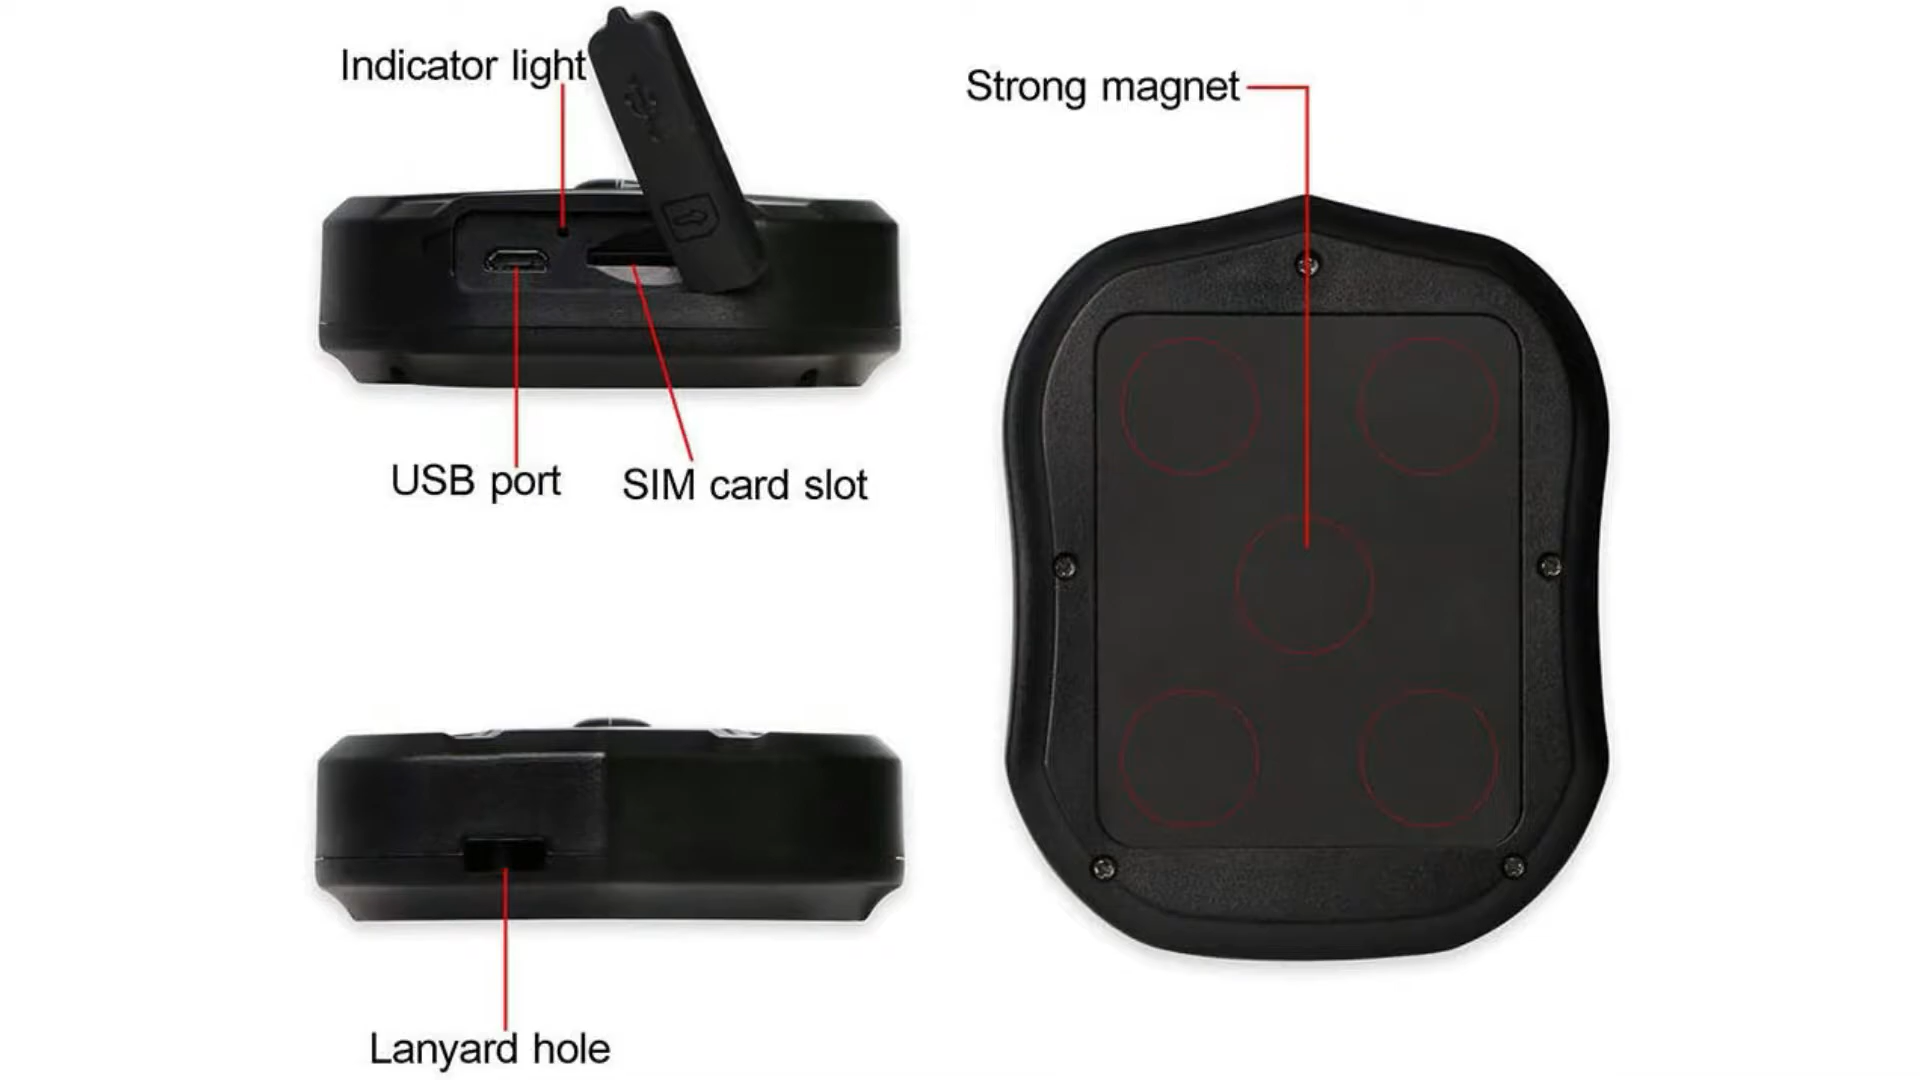 Indicator light
Strong magnet
USB port
SIM card slot
Lanyard hole